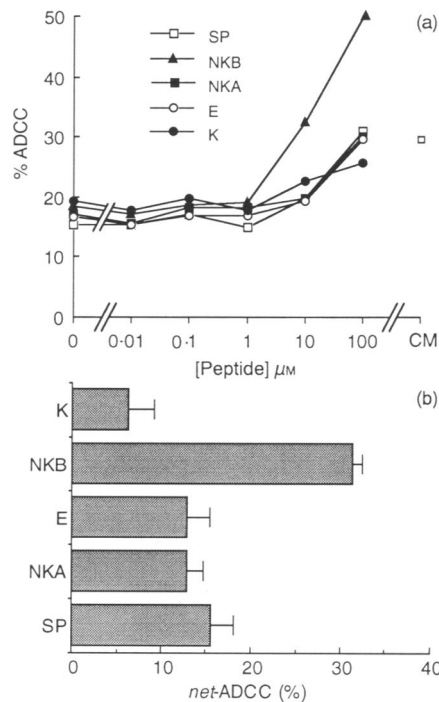 (a)
SP
NKB
NKA
E
K
% ADCC
50
40
30
20
10
0
0 0·01 0·1 1 10 100 CM
[Peptide] μM
(b)
K
NKB
E
NKA
SP
0 10 20 30 40
net-ADCC (%)